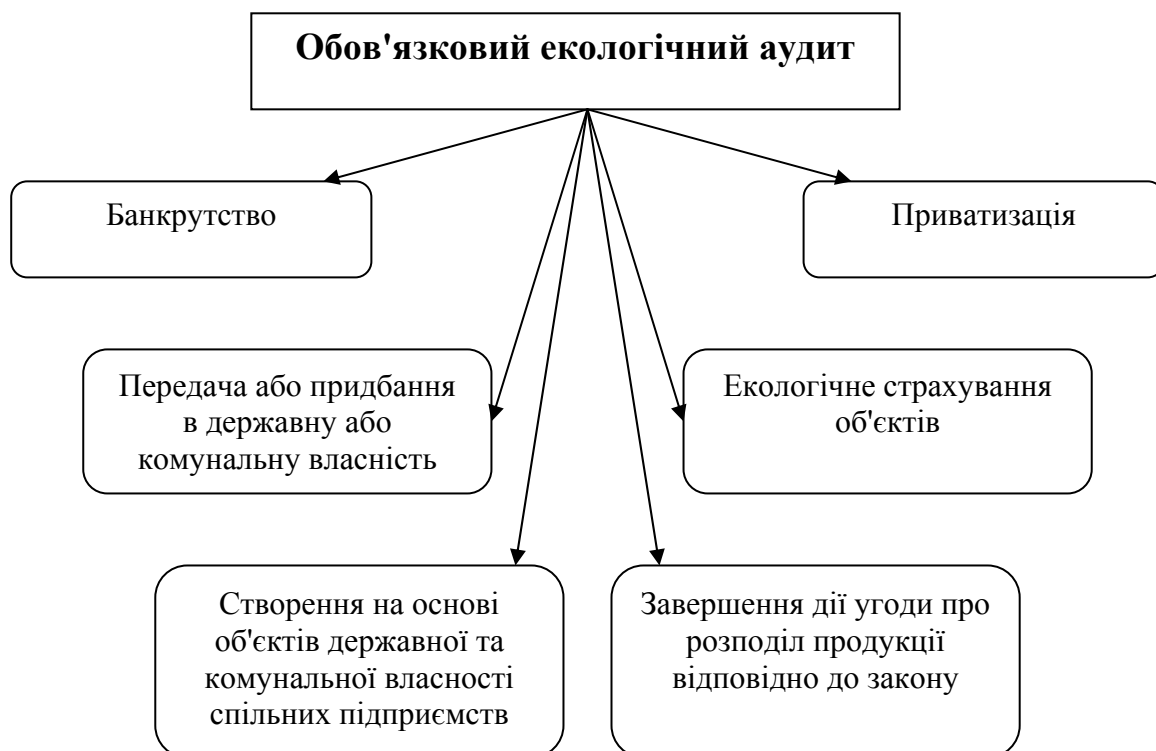 Обов'язковий екологічний аудит
Банкрутство
Приватизація
Передача або придбання
в державну або
комунальну власність
Екологічне страхування
об'єктів
Створення на основі
об'єктів державної та
комунальної власності
спільних підприємств
Завершення дії угоди про
розподіл продукції
відповідно до закону